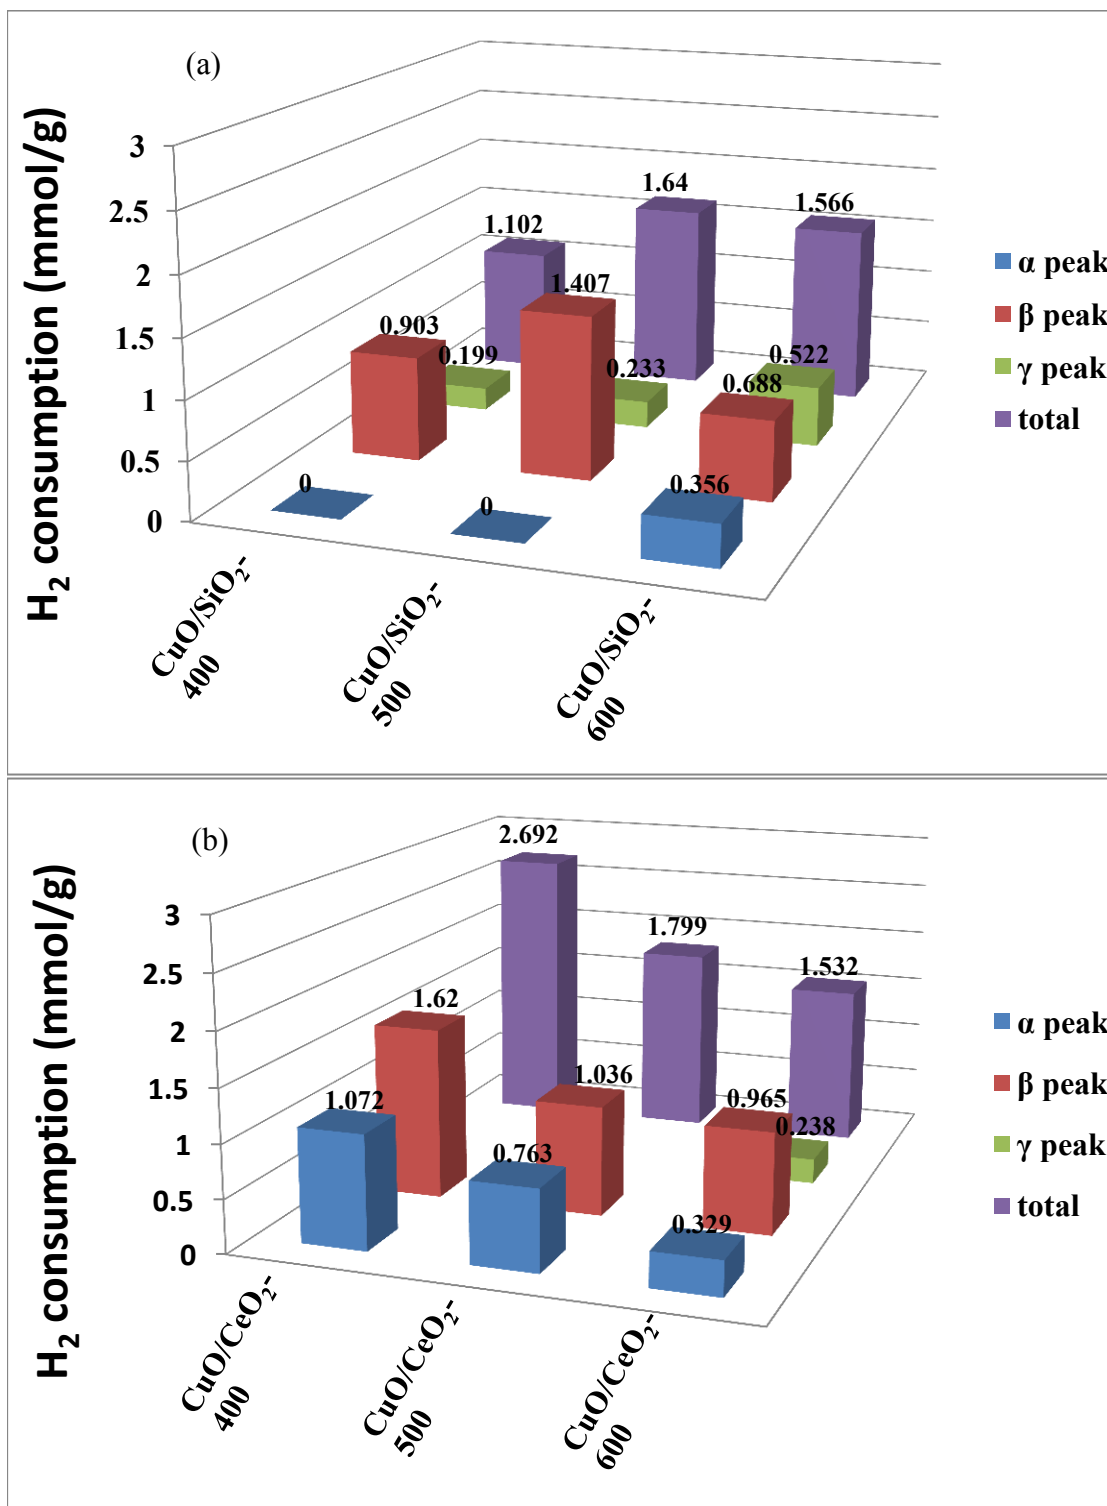 (a)
H₂ consumption (mmol/g)
3
2.5
2
1.5
1
0.5
0
1.102
1.64
1.566
0.903
1.407
0.199
0.233
0.522
0.688
0
0
0.356
CuO/SiO₂-
400
CuO/SiO₂-
500
CuO/SiO₂-
600
α peak
β peak
γ peak
total
(b)
H₂ consumption (mmol/g)
3
2.5
2
1.5
1
0.5
0
2.692
1.799
1.532
1.62
1.036
0.965
0.238
1.072
0.763
0.329
CuO/CeO₂-
400
CuO/CeO₂-
500
CuO/CeO₂-
600
α peak
β peak
γ peak
total